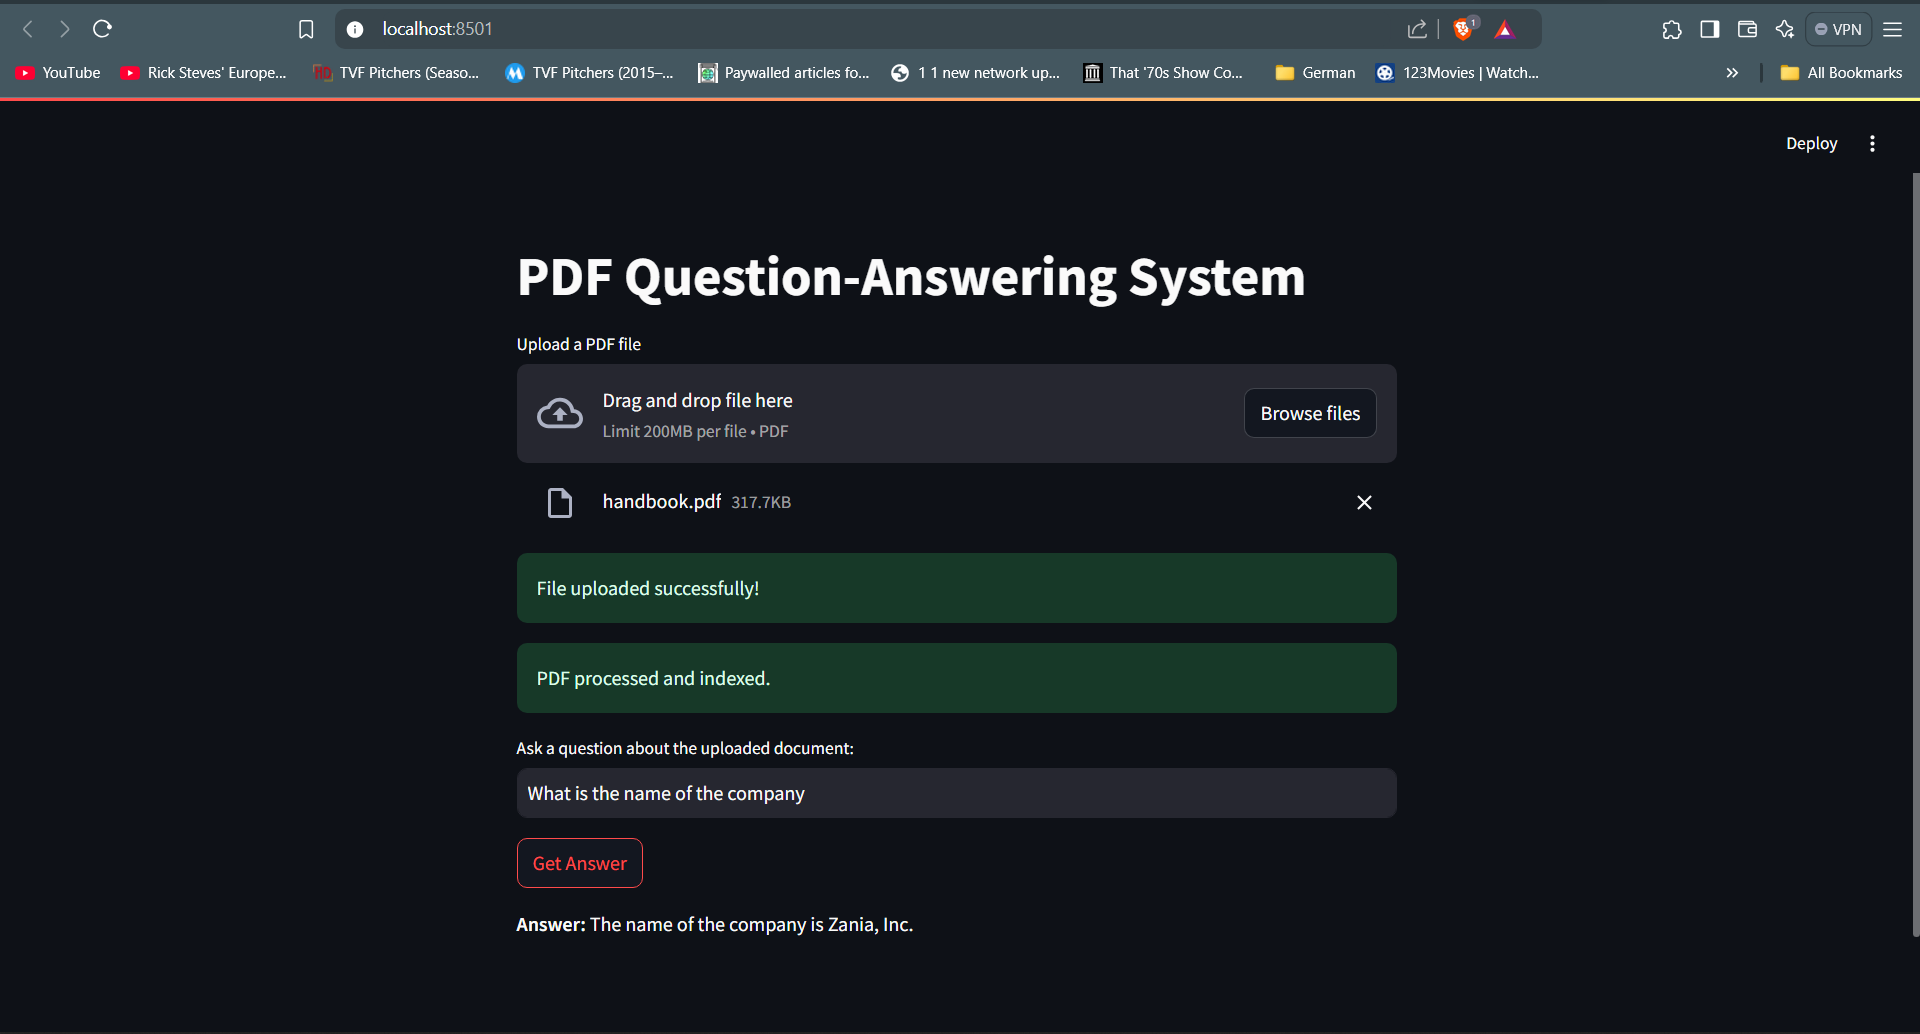 localhost:8501
1
VPN
YouTube
Rick Steves' Europe...
TVF Pitchers (Seaso...
TVF Pitchers (2015–...
Paywalled articles fo...
1 1 new network up...
That '70s Show Co...
German
123Movies | Watch...
All Bookmarks
Deploy
PDF Question-Answering System
Upload a PDF file
Drag and drop file here
Limit 200MB per file • PDF
Browse files
handbook.pdf 317.7KB
File uploaded successfully!
PDF processed and indexed.
Ask a question about the uploaded document:
What is the name of the company
Get Answer
Answer: The name of the company is Zania, Inc.